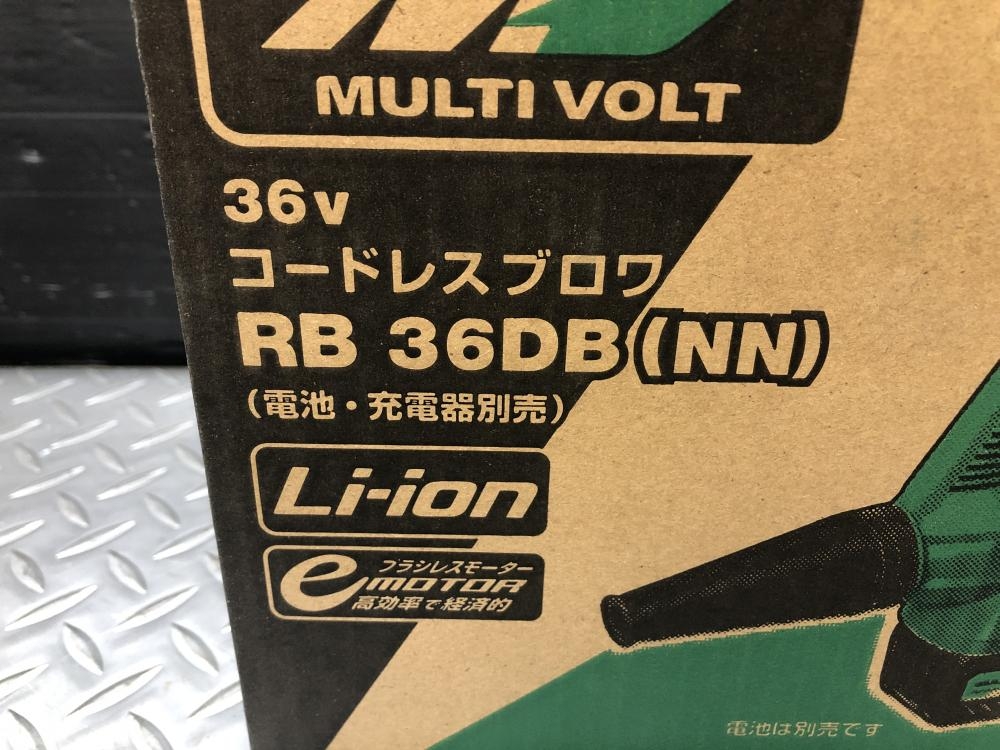 MULTI VOLT
36v
コードレスブロワ
RB 36DB(NN)
(電池・充電器別売)
Li-ion
ブラシレスモーター
eMOTOR
高効率で経済的
電池は別売です